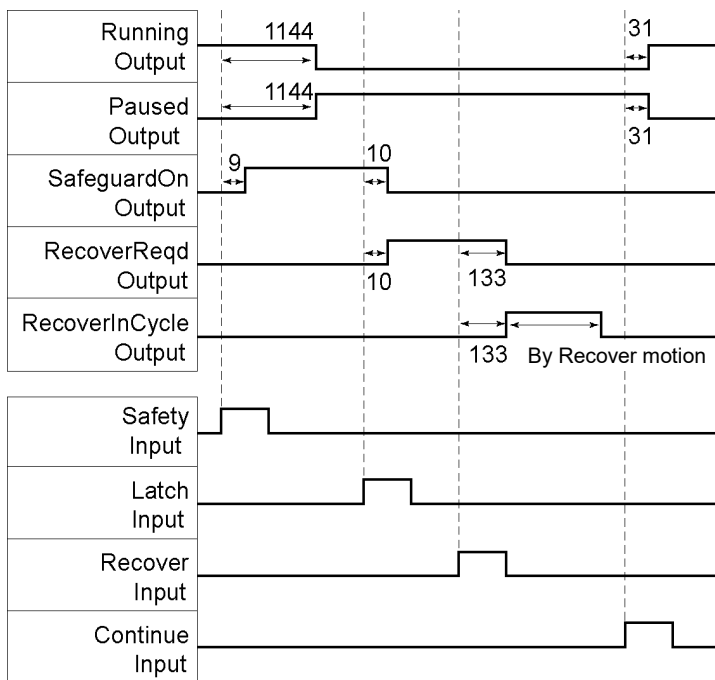 Running
Output
1144
31
Paused
Output
1144
31
SafeguardOn
Output
9
10
RecoverReqd
Output
10
133
RecoverInCycle
Output
133
By Recover motion
Safety
Input
Latch
Input
Recover
Input
Continue
Input